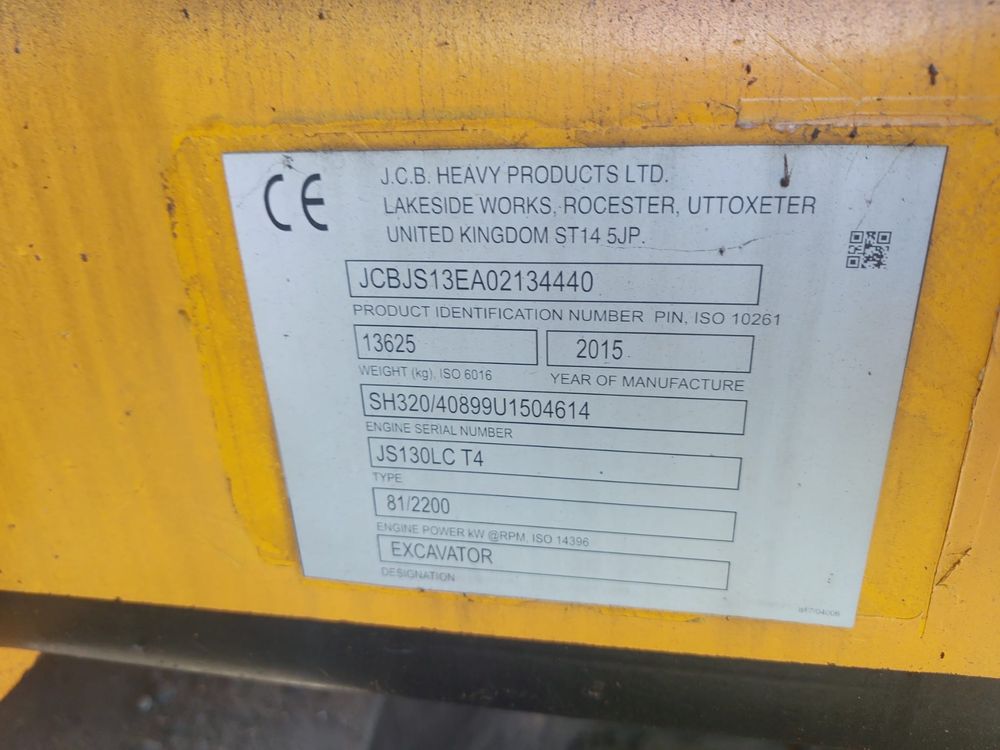 CE
J.C.B. HEAVY PRODUCTS LTD.
LAKESIDE WORKS, ROCESTER, UTTOXETER
UNITED KINGDOM ST14 5JP.
JCBJS13EA02134440
PRODUCT IDENTIFICATION NUMBER PIN, ISO 10261
13625 2015
WEIGHT (kg), ISO 6016 YEAR OF MANUFACTURE
SH320/40899U1504614
ENGINE SERIAL NUMBER
JS130LC T4
TYPE
81/2200
ENGINE POWER kW @RPM, ISO 14396
EXCAVATOR
DESIGNATION